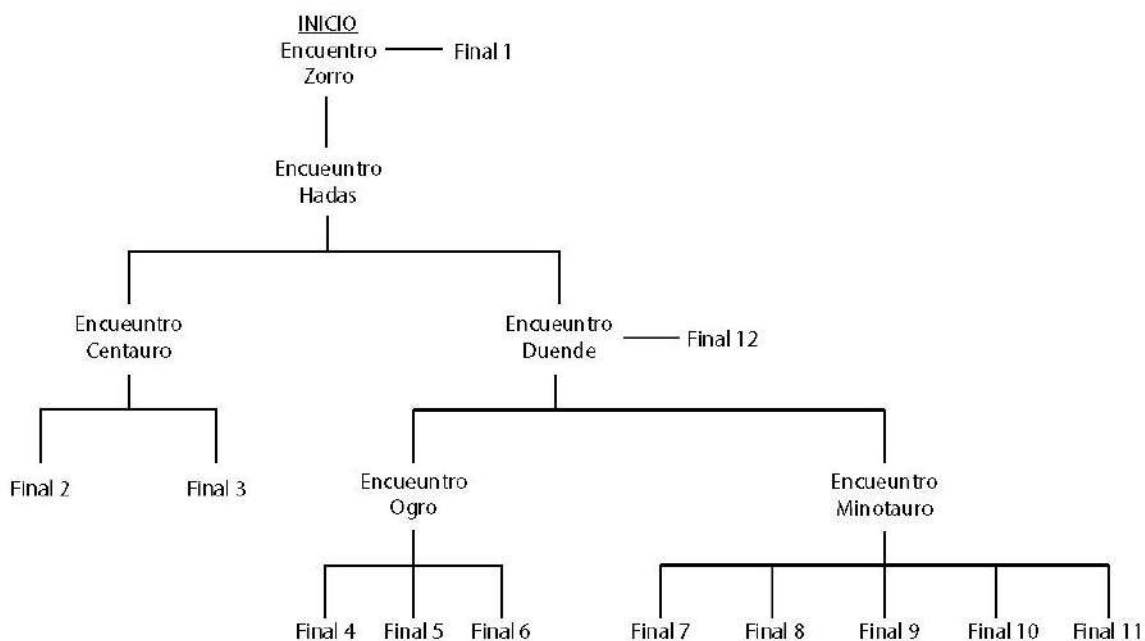 INICIO
Encuentro
Zorro
Final 1
Encueuntro
Hadas
Encueuntro
Centauro
Encueuntro
Duende
Final 12
Final 2
Final 3
Encueuntro
Ogro
Encueuntro
Minotauro
Final 4
Final 5
Final 6
Final 7
Final 8
Final 9
Final 10
Final 11